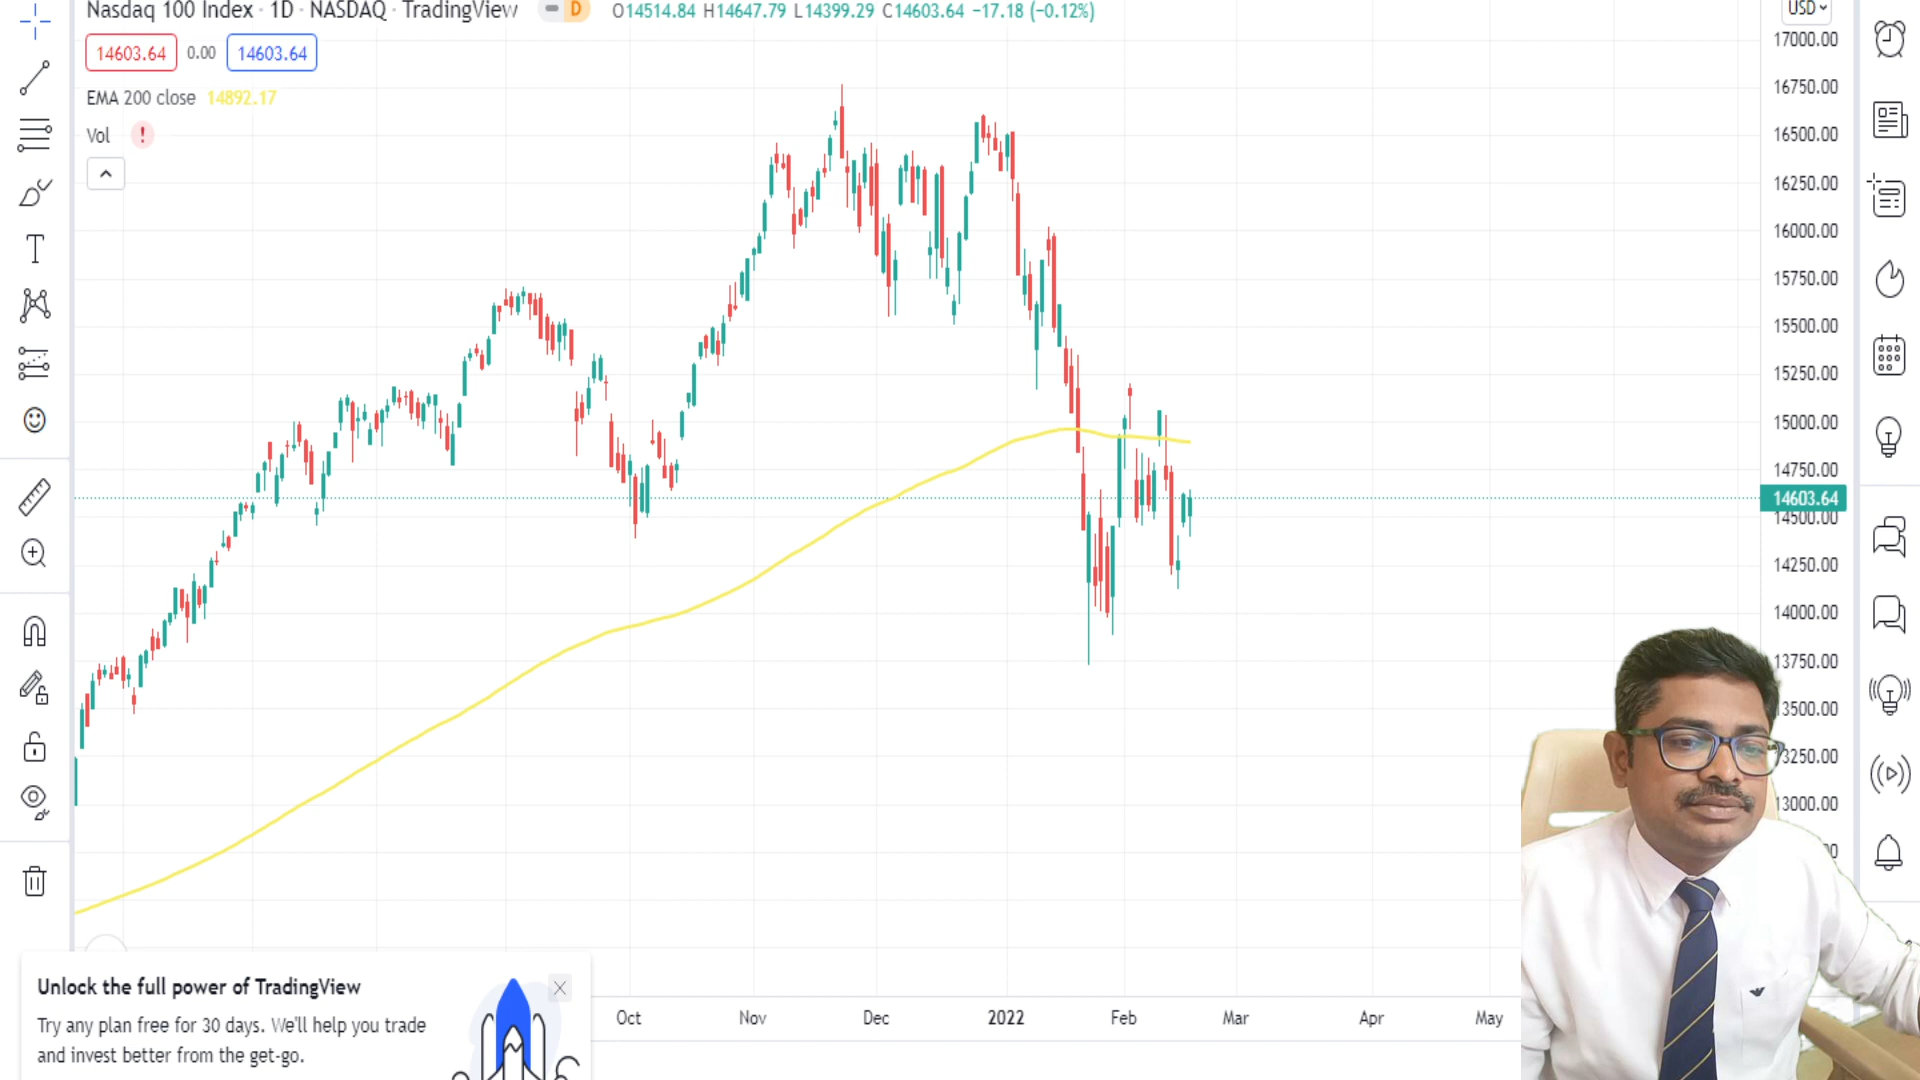 Nasdaq 100 Index · 1D · NASDAQ · TradingView D O14514.84 H14647.79 L14399.29 C14603.64 −17.18 (−0.12%)
USD
14603.64 0.00 14603.64
EMA 200 close 14892.17
Vol !
17000.00
16750.00
16500.00
16250.00
16000.00
15750.00
15500.00
15250.00
15000.00
14750.00
14603.64
14500.00
14250.00
14000.00
13750.00
13500.00
13250.00
13000.00
Oct Nov Dec 2022 Feb Mar Apr May
Unlock the full power of TradingView
Try any plan free for 30 days. We'll help you trade
and invest better from the get-go.